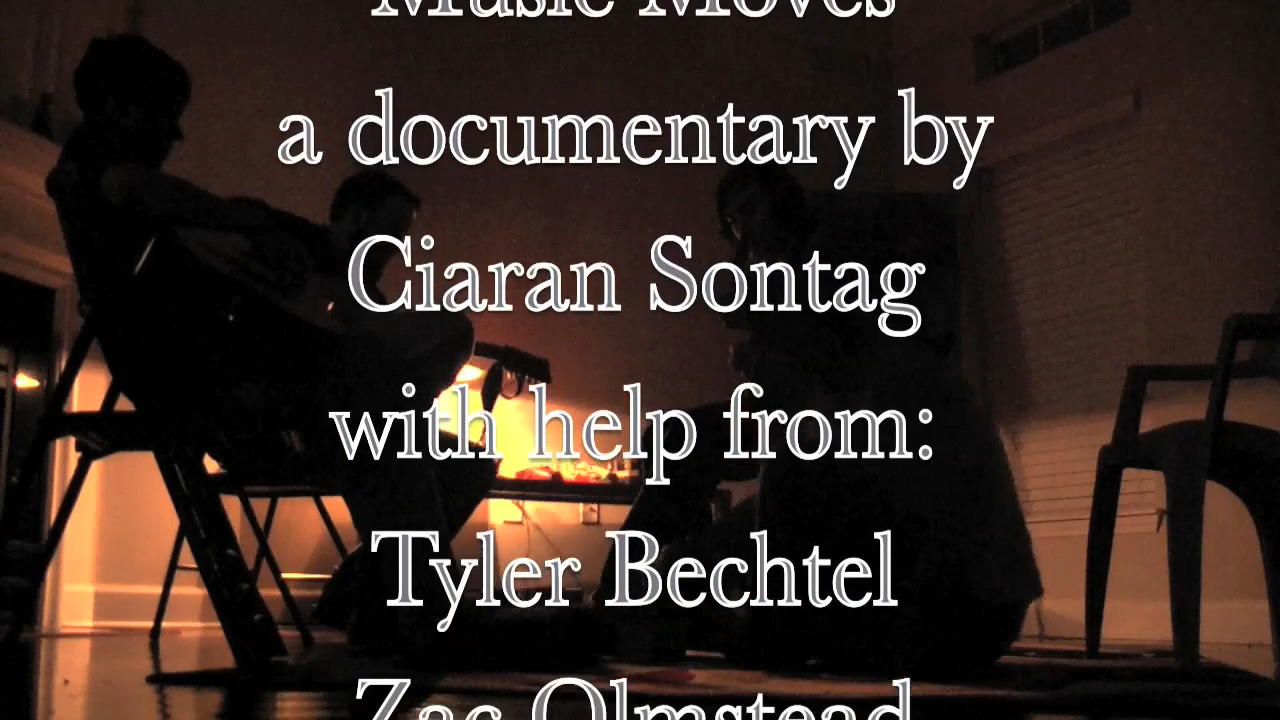 Music Moves
a documentary by
Ciaran Sontag
with help from:
Tyler Bechtel
Zac Olmstead